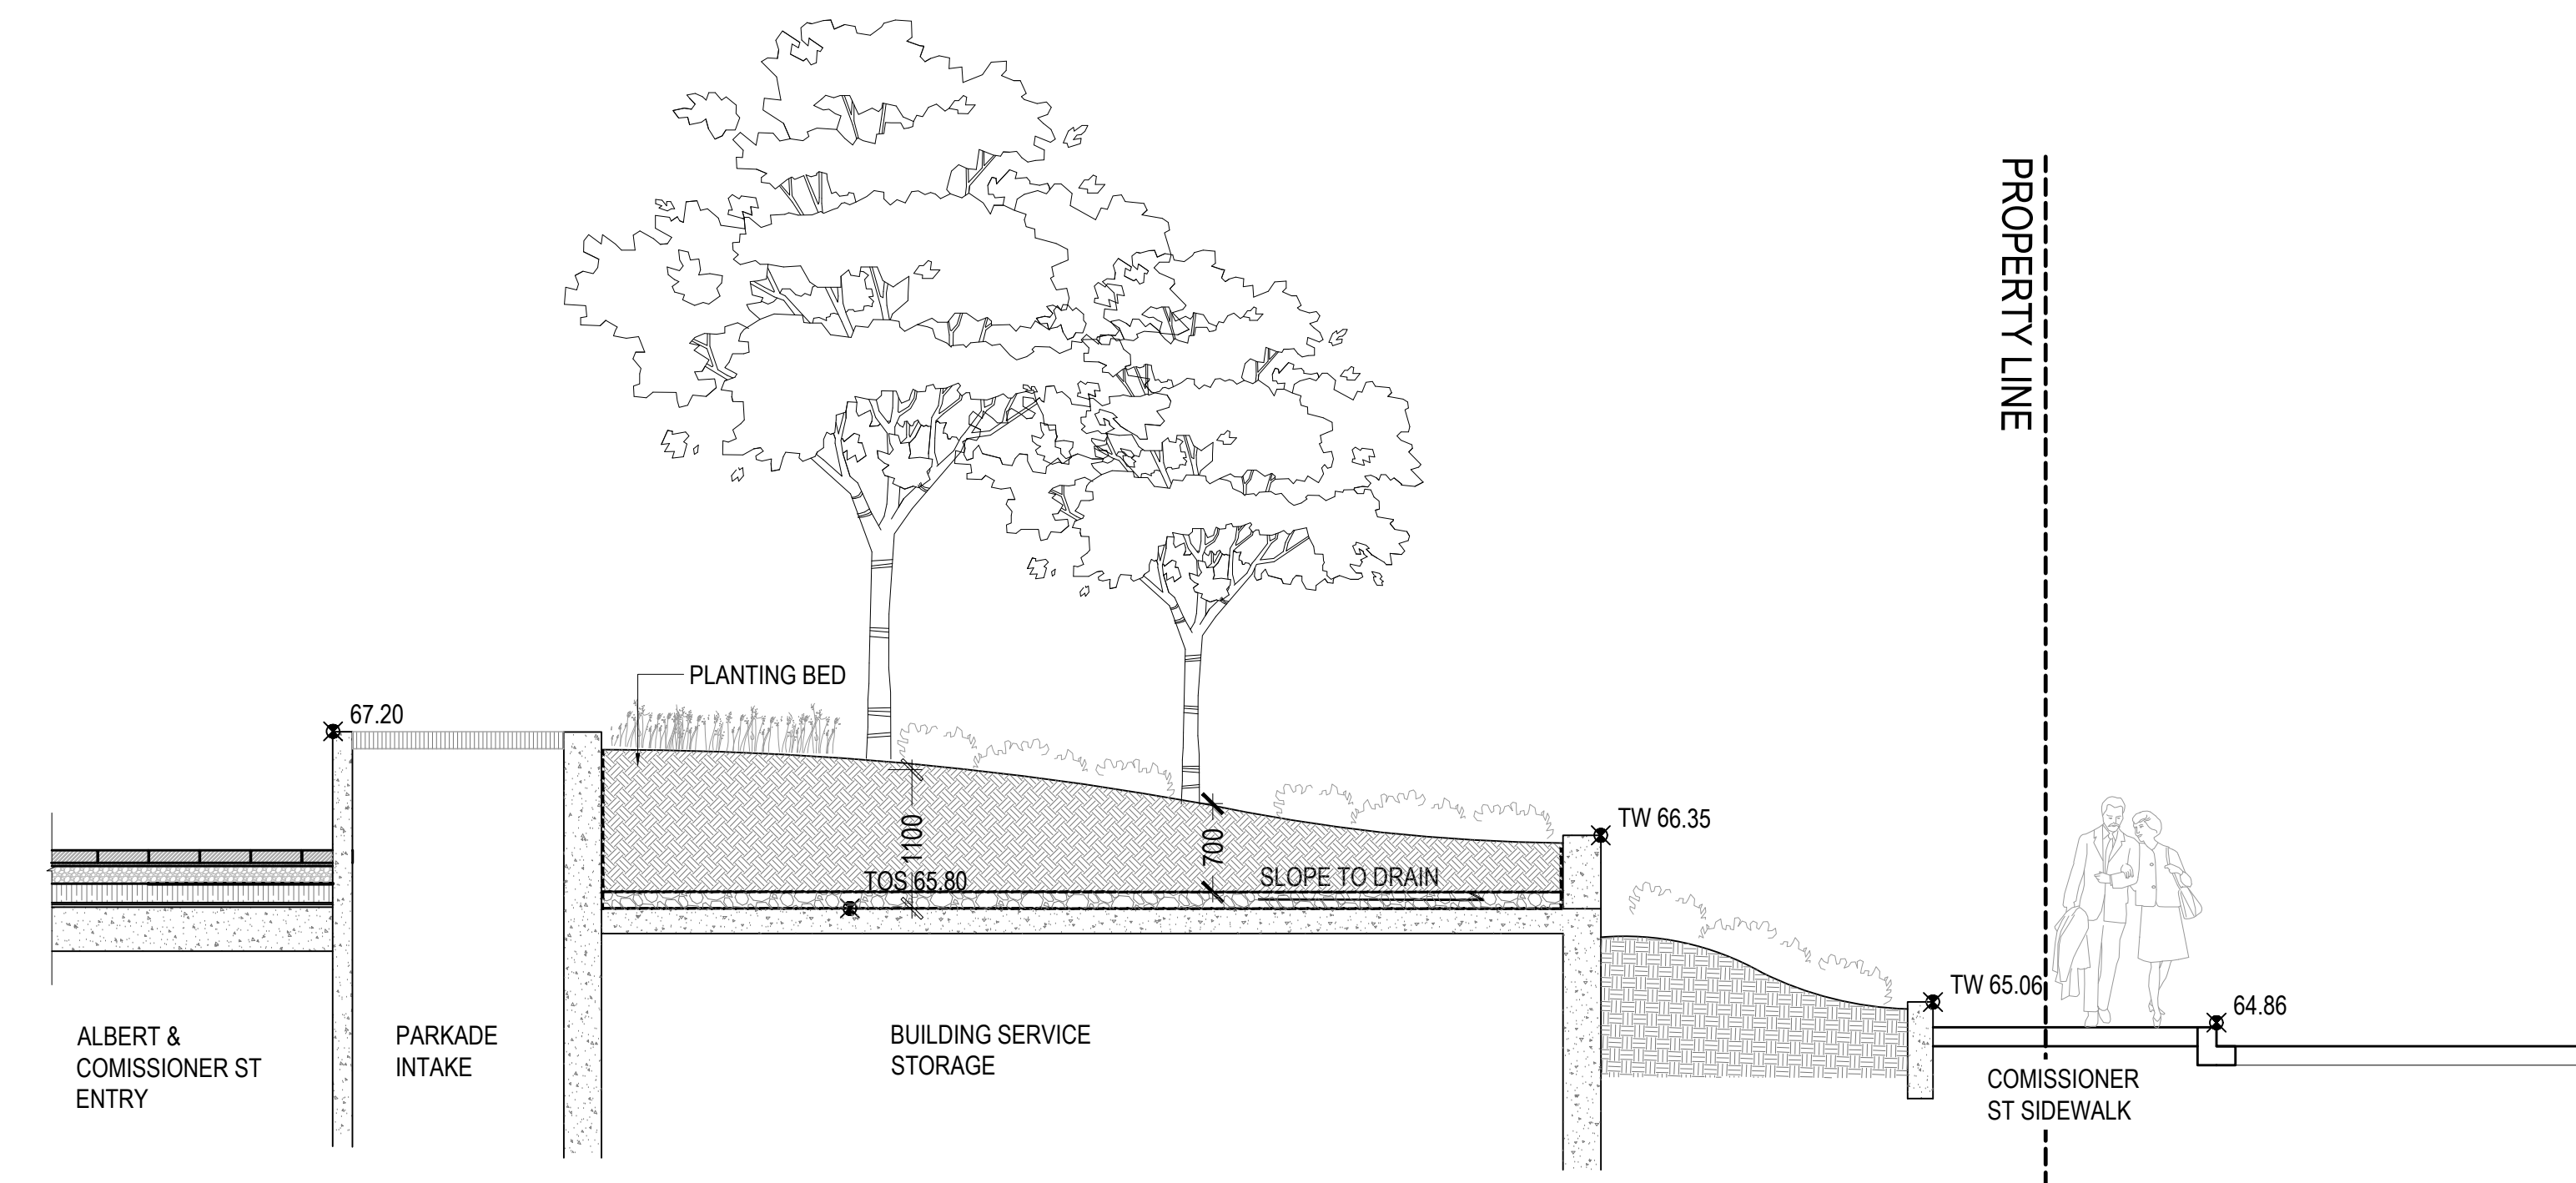 PROPERTY LINE
PLANTING BED
67.20
TW 66.35
1100
700
TOS 65.80
SLOPE TO DRAIN
TW 65.06
64.86
ALBERT &
COMISSIONER ST
ENTRY
PARKADE
INTAKE
BUILDING SERVICE
STORAGE
COMISSIONER
ST SIDEWALK